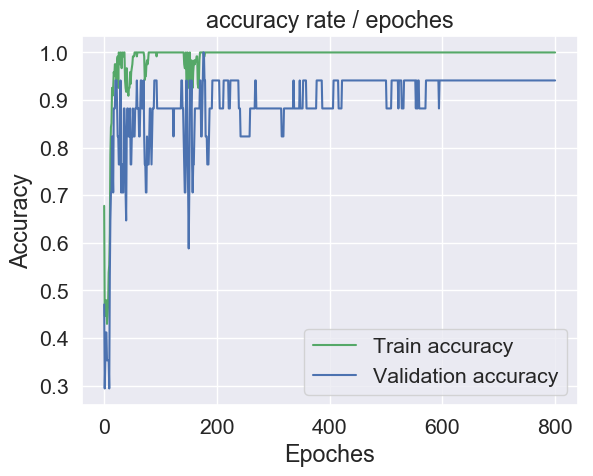 accuracy rate / epoches
1.0
0.9
0.8
0.7
0.6
0.5
0.4
0.3
Accuracy
Train accuracy
Validation accuracy
0 200 400 600 800
Epoches